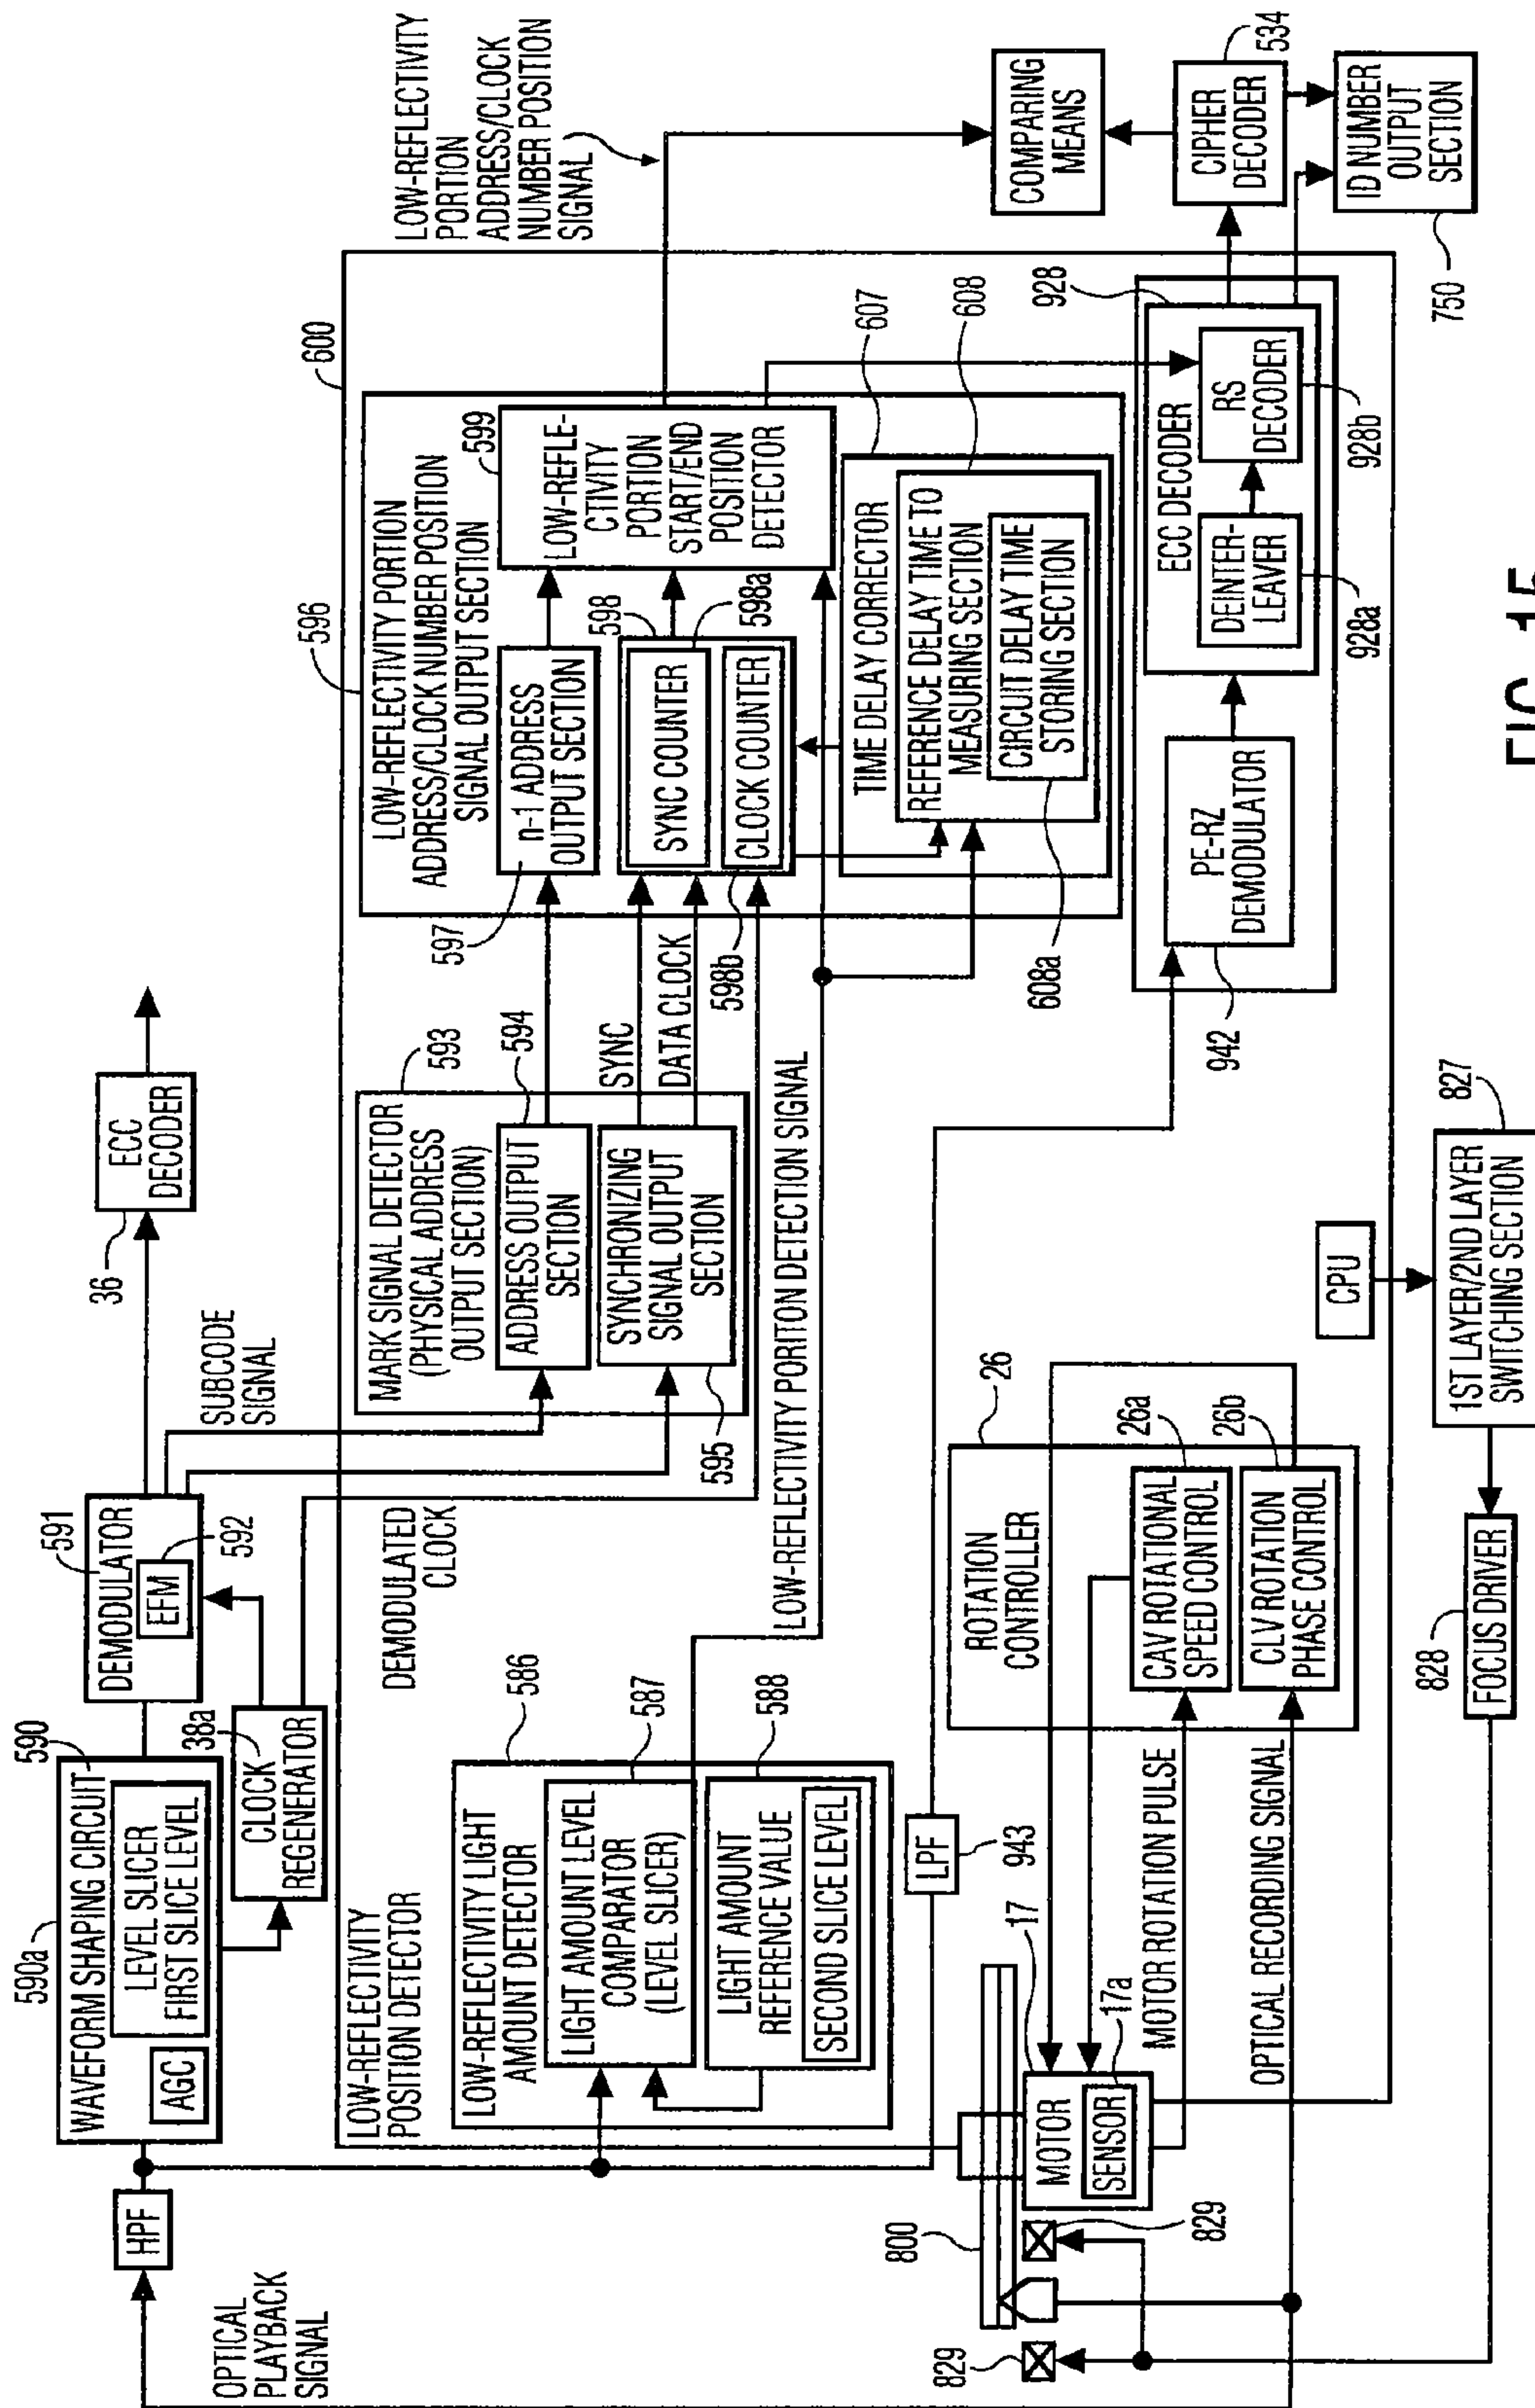 OPTICAL
PLAYBACK
SIGNAL
HPF
590a
590
WAVEFORM SHAPING CIRCUIT
AGC
LEVEL SLICER
FIRST SLICE LEVEL
38a
CLOCK
REGENERATOR
591
DEMODULATOR
EFM
592
SUBCODE
SIGNAL
36
ECC
DECODER
DEMODULATED
CLOCK
LOW-REFLECTIVITY
POSITION DETECTOR
600
586
LOW-REFLECTIVITY LIGHT
AMOUNT DETECTOR
587
LIGHT AMOUNT LEVEL
COMPARATOR
(LEVEL SLICER)
588
LIGHT AMOUNT
REFERENCE VALUE
SECOND SLICE LEVEL
593
MARK SIGNAL DETECTOR
(PHYSICAL ADDRESS
OUTPUT SECTION)
594
ADDRESS OUTPUT
SECTION
SYNCHRONIZING
SIGNAL OUTPUT
SECTION
595
SYNC
DATA CLOCK
LOW-REFLECTIVITY PORITON DETECTION SIGNAL
596
LOW-REFLECTIVITY PORTION
ADDRESS/CLOCK NUMBER POSITION
SIGNAL OUTPUT SECTION
597
n-1 ADDRESS
OUTPUT SECTION
598
598a
SYNC COUNTER
CLOCK COUNTER
598b
599
LOW-REFLE-
CTIVITY
PORTION
START/END
POSITION
DETECTOR
607
TIME DELAY CORRECTOR
608
REFERENCE DELAY TIME TO
MEASURING SECTION
CIRCUIT DELAY TIME
STORING SECTION
608a
LOW-REFLECTIVITY
PORTION
ADDRESS/CLOCK
NUMBER POSITION
SIGNAL
COMPARING
MEANS
CIPHER
DECODER
534
ID NUMBER
OUTPUT
SECTION
750
928
ECC DECODER
DEINTER-
LEAVER
928a
RS
DECODER
928b
PE-RZ
DEMODULATOR
942
LPF
943
800
829
829
17
MOTOR
17a
SENSOR
MOTOR ROTATION PULSE
OPTICAL RECORDING SIGNAL
26
ROTATION
CONTROLLER
26a
CAV ROTATIONAL
SPEED CONTROL
26b
CLV ROTATION
PHASE CONTROL
CPU
827
1ST LAYER/2ND LAYER
SWITCHING SECTION
828
FOCUS DRIVER
FIG. 15